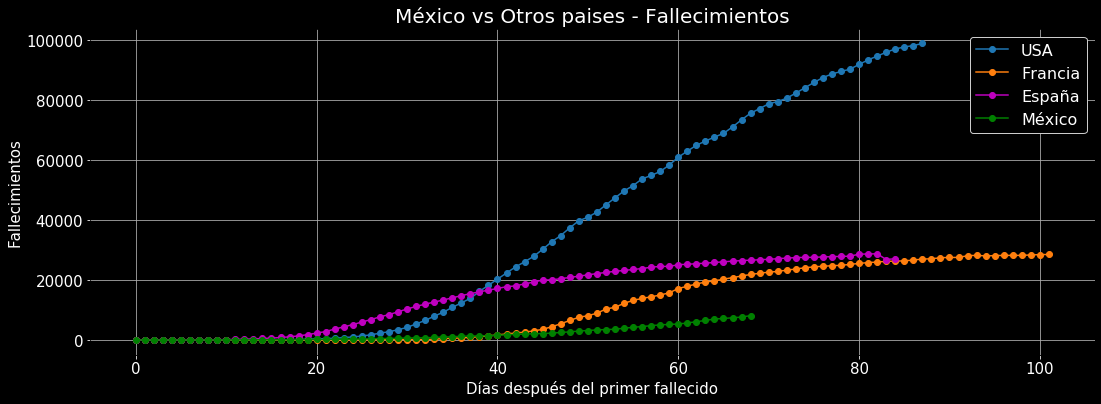 México vs Otros paises - Fallecimientos
USA
Francia
España
México
Fallecimientos
100000
80000
60000
40000
20000
0
0 20 40 60 80 100
Días después del primer fallecido